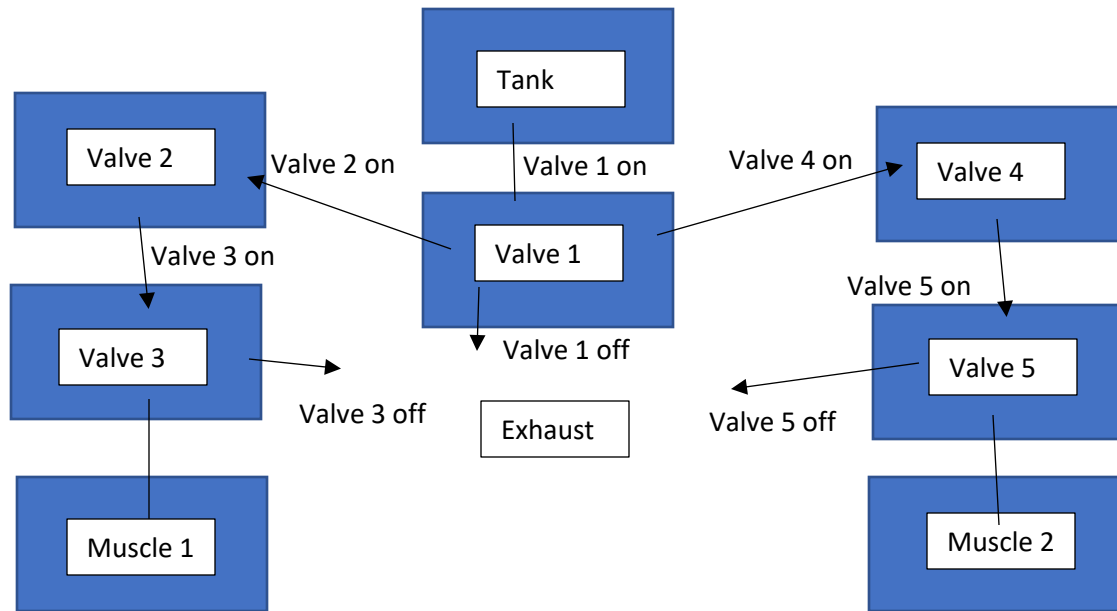 Tank
Valve 2
Valve 2 on
Valve 1 on
Valve 4 on
Valve 4
Valve 3 on
Valve 1
Valve 5 on
Valve 3
Valve 1 off
Valve 5
Valve 3 off
Exhaust
Valve 5 off
Muscle 1
Muscle 2